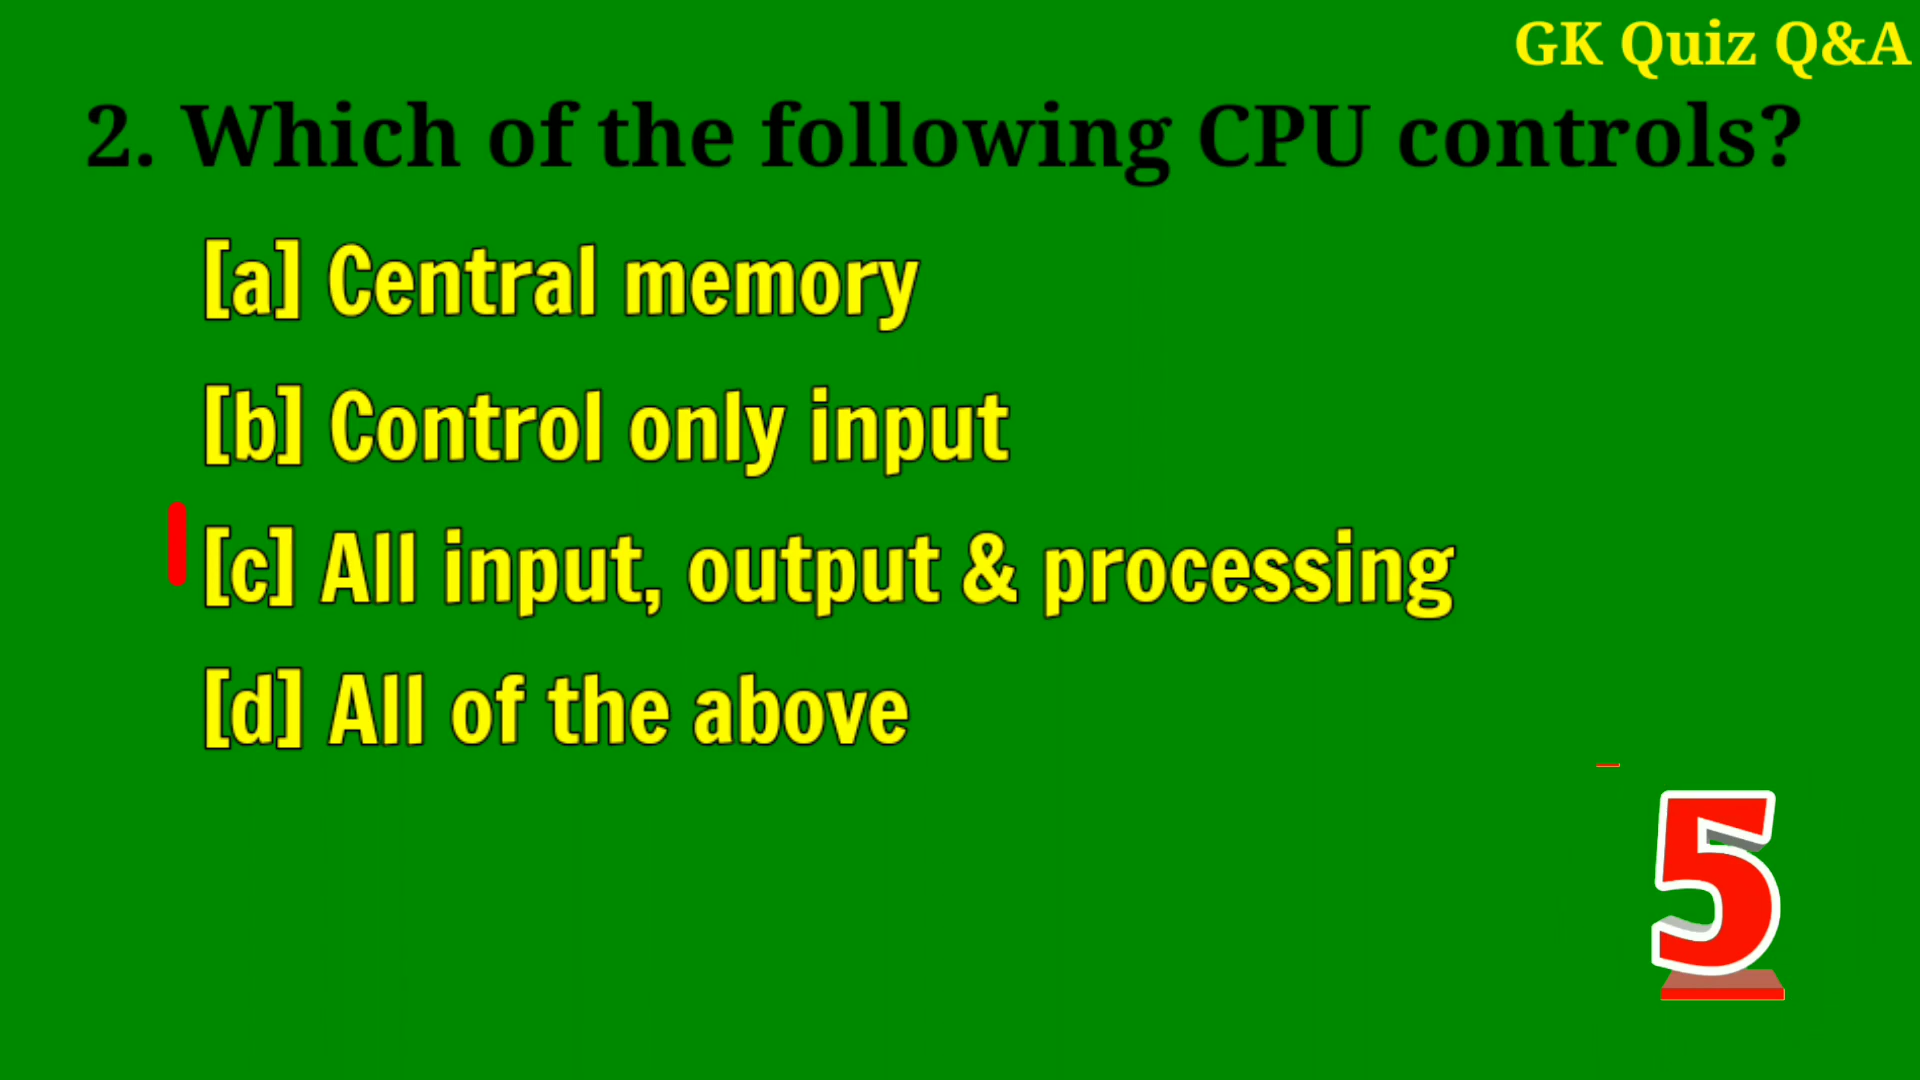 GK Quiz Q&A
2. Which of the following CPU controls?
[a] Central memory
[b] Control only input
[c] All input, output & processing
[d] All of the above
5